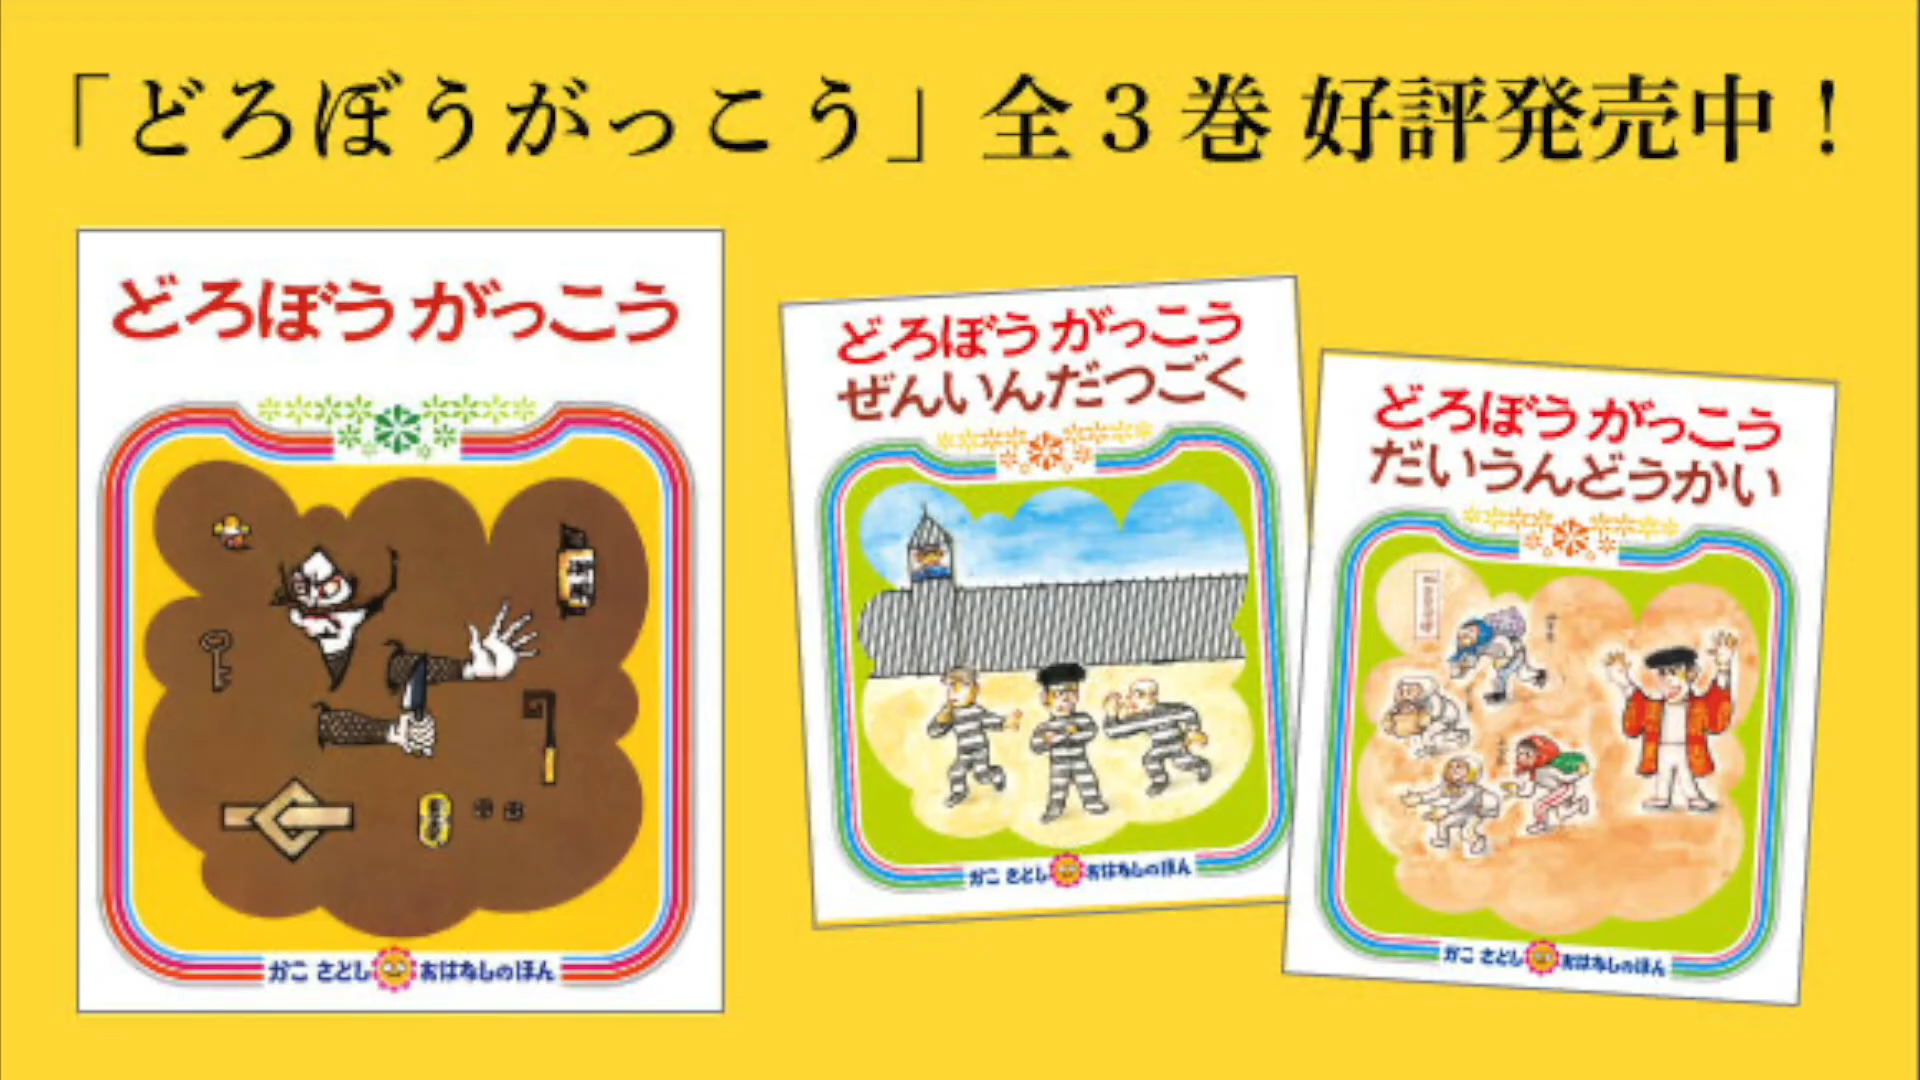 「どろぼうがっこう」全３巻 好評発売中！
どろぼう がっこう
かこ さとし おはなしのほん
どろぼう がっこう
ぜんいんだつごく
かこ さとし おはなしのほん
どろぼう がっこう
だいうんどうかい
かこ さとし おはなしのほん